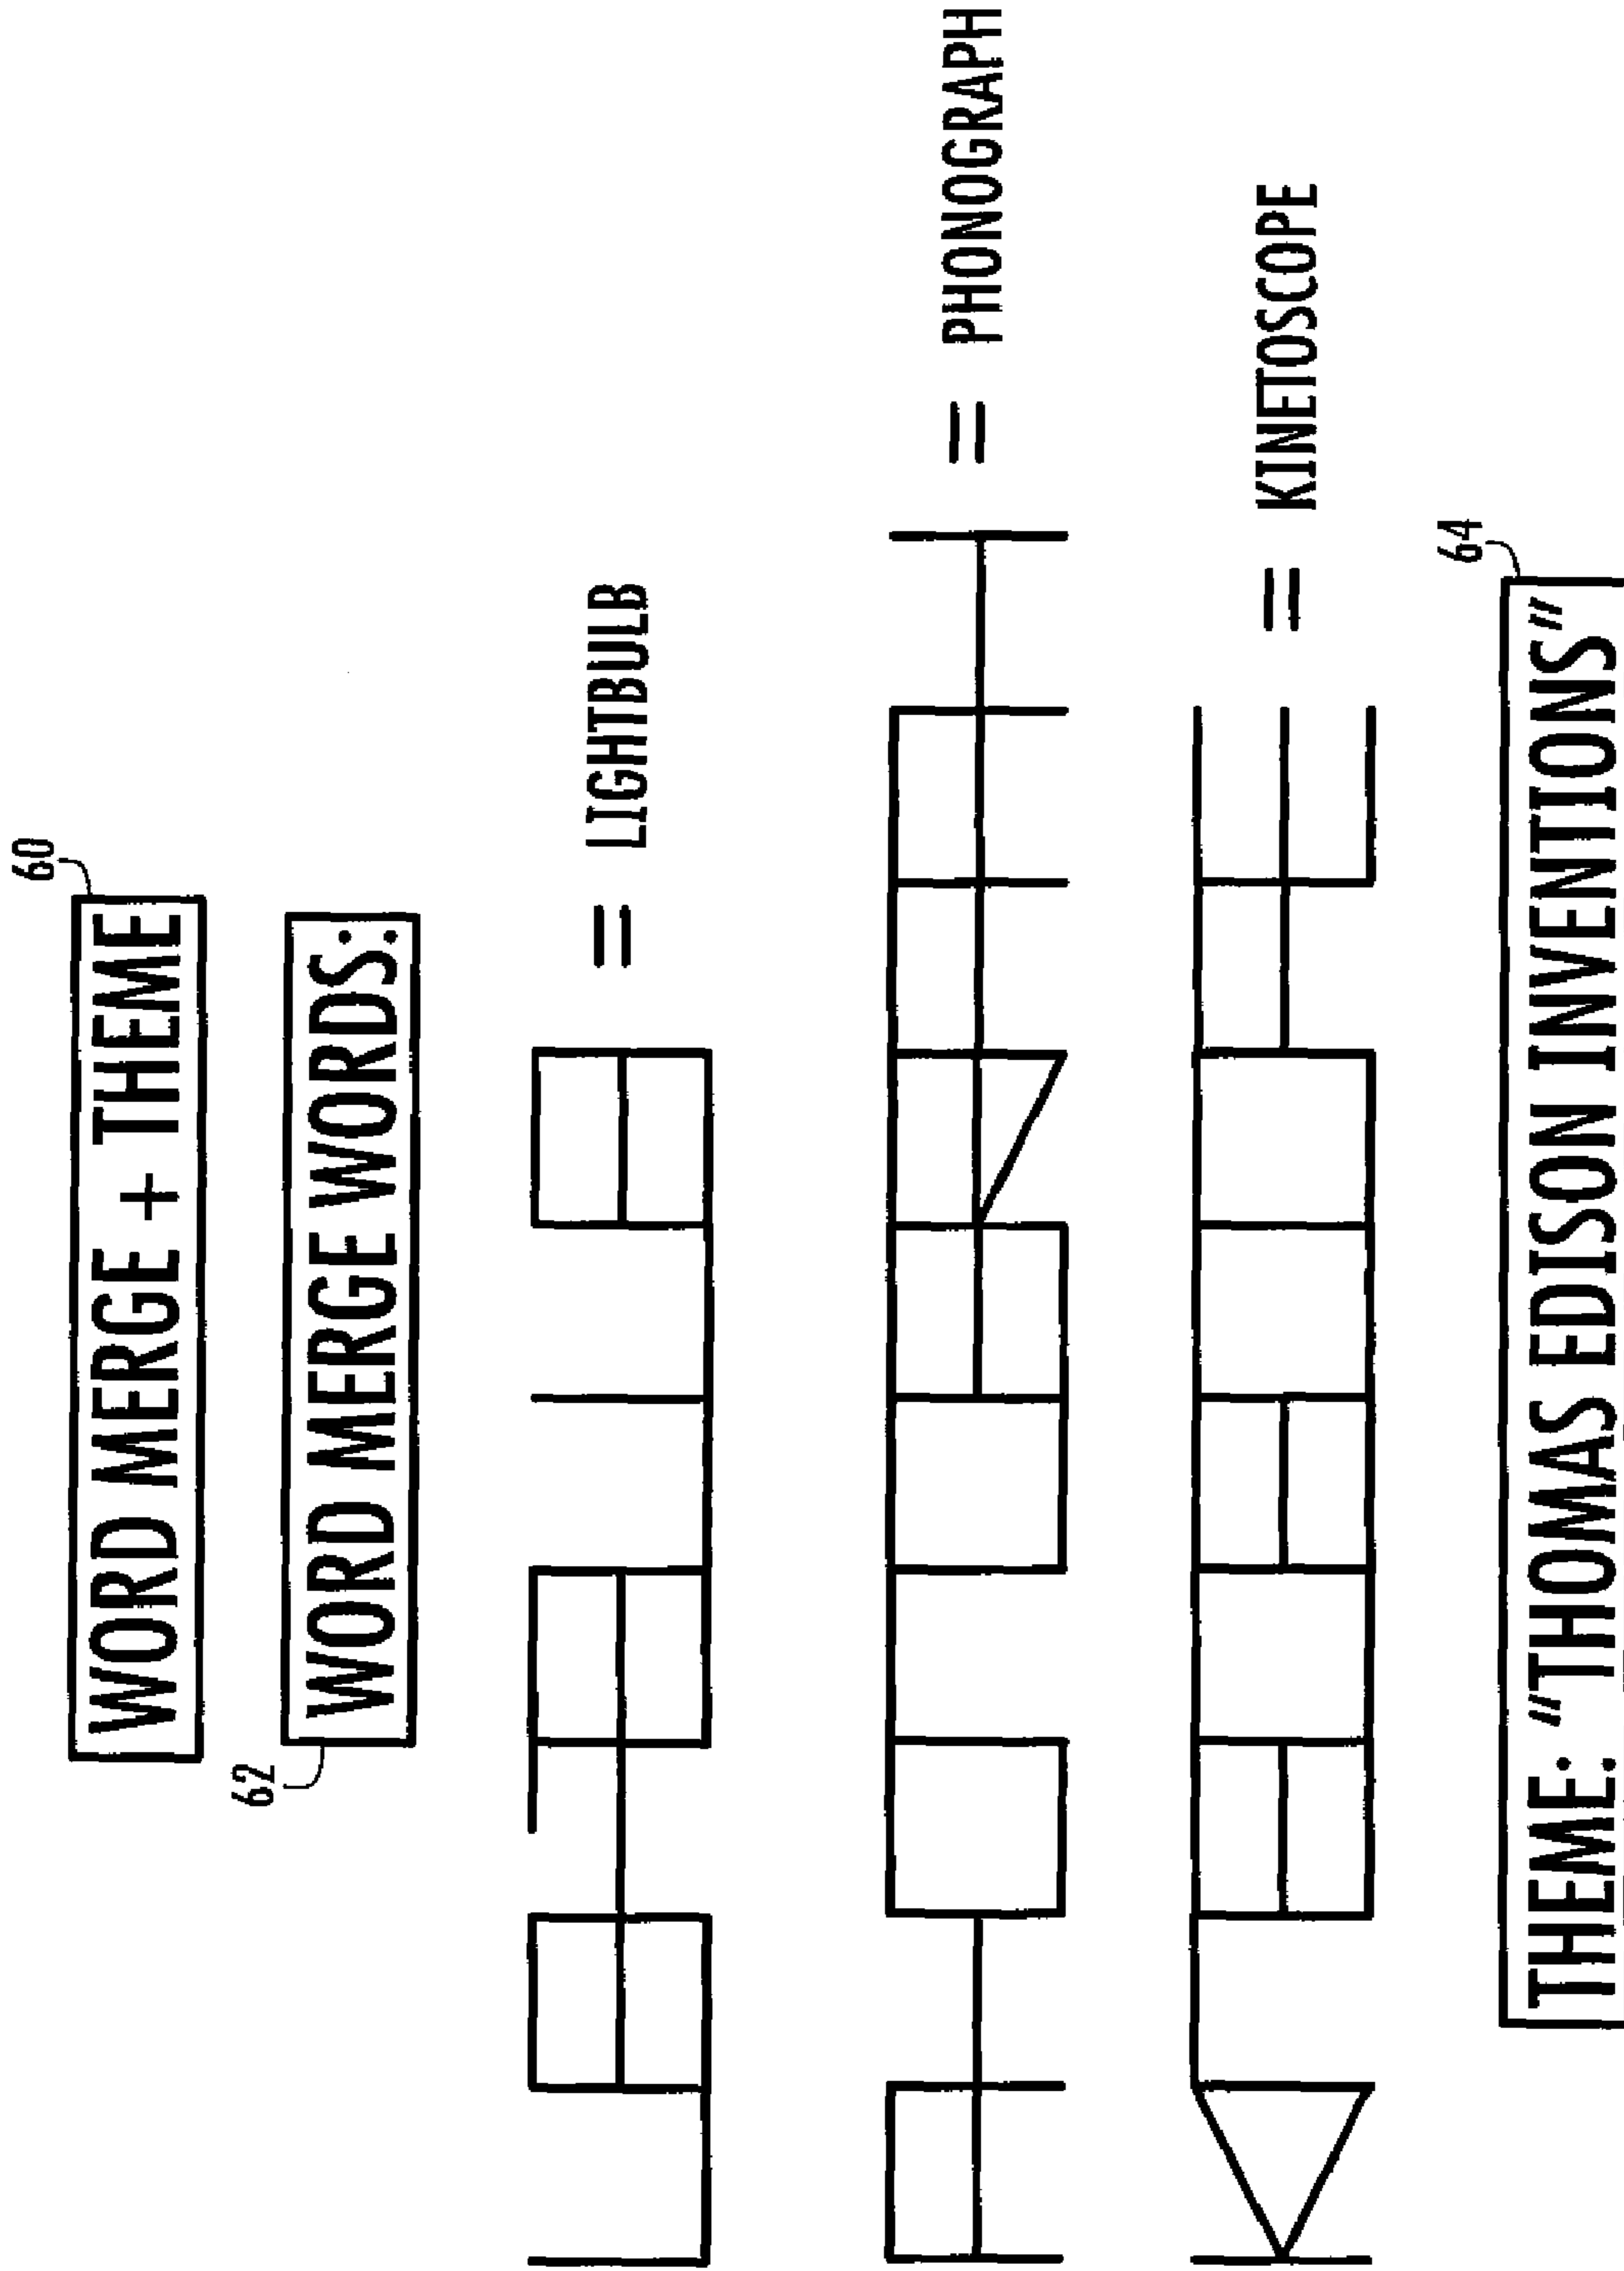 60
WORD MERGE + THEME
62
WORD MERGE WORDS:
= LIGHTBULB
= PHONOGRAPH
= KINETOSCOPE
64
THEME: "THOMAS EDISON INVENTIONS"